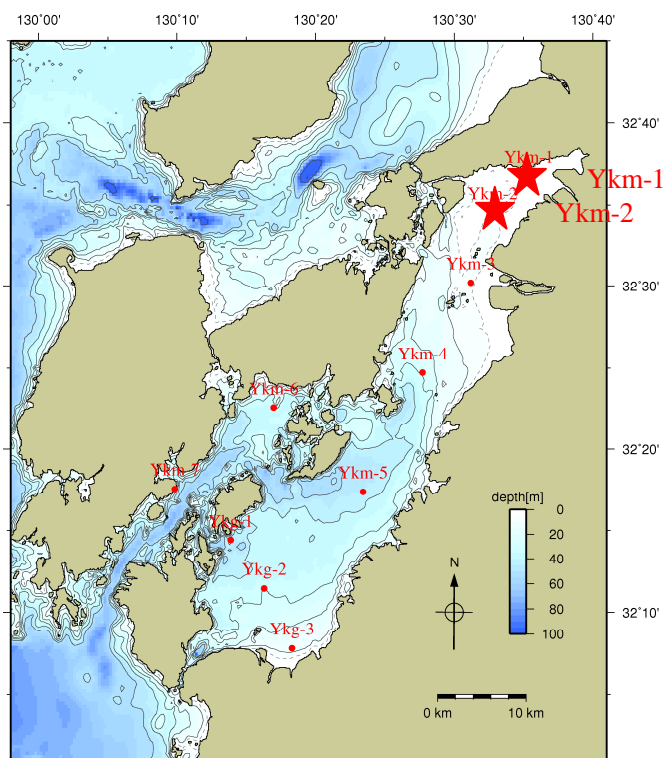 130°00' 130°10' 130°20' 130°30' 130°40'
32°40'
Ykm-1
Ykm-1
Ykm-2
Ykm-2
Ykm-3
32°30'
Ykm-4
Ykm-6
32°20'
Ykm-7
Ykm-5
depth[m]
0
20
40
60
80
100
Ykg-1
Ykg-2
N
32°10'
Ykg-3
0 km 10 km